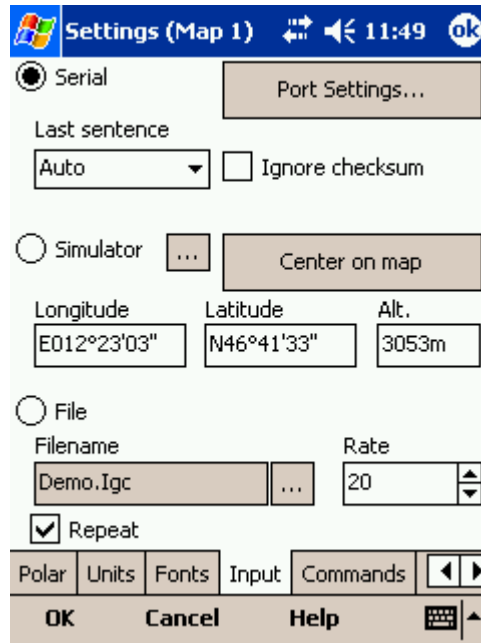 Settings (Map 1) 11:49 ok
Serial
Port Settings...
Last sentence
Auto
Ignore checksum
Simulator ... Center on map
Longitude Latitude Alt.
E012°23'03" N46°41'33" 3053m
File
Filename Rate
Demo.Igc ... 20
Repeat
Polar Units Fonts Input Commands
OK Cancel Help